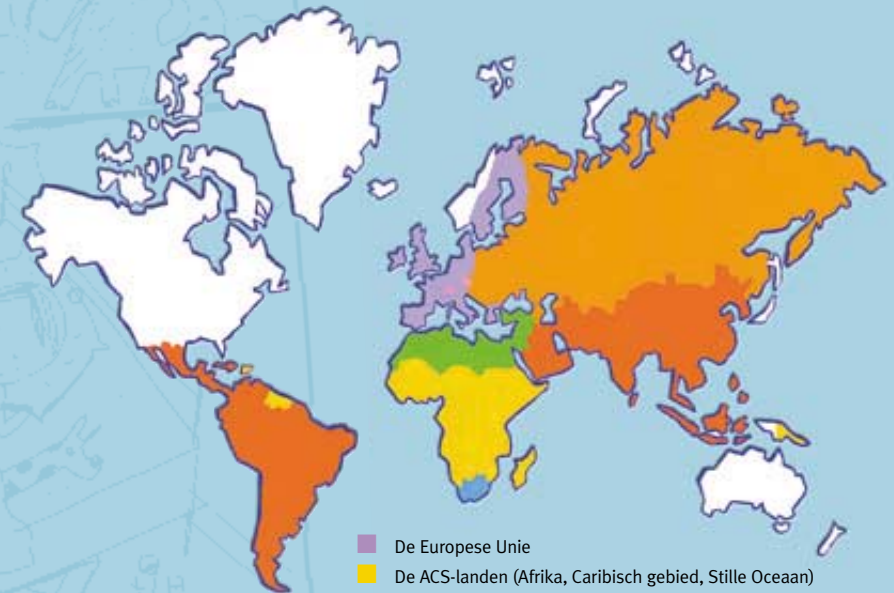 De Europese Unie
De ACS-landen (Afrika, Caribisch gebied, Stille Oceaan)